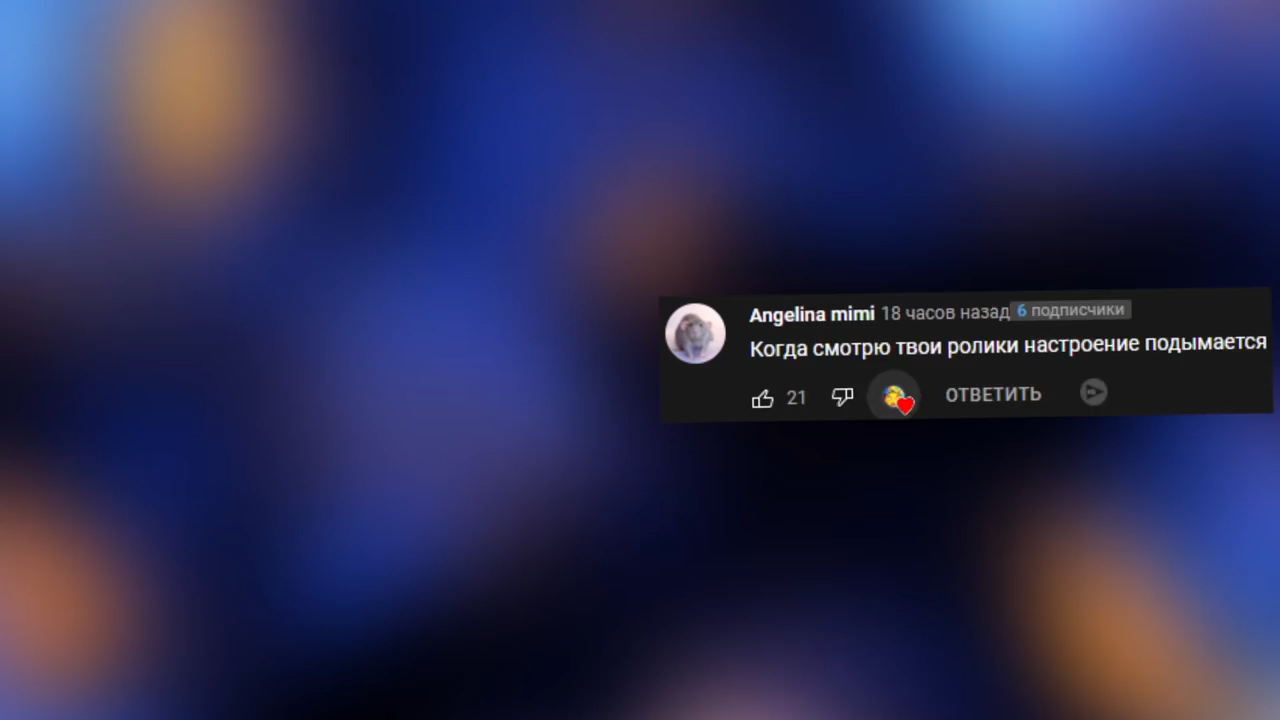 Angelina mimi 18 часов назад 6 подписчики
Когда смотрю твои ролики настроение подымается
21 ОТВЕТИТЬ